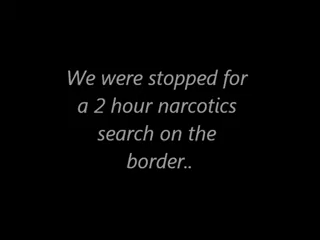 We were stopped for
a 2 hour narcotics
search on the
border..